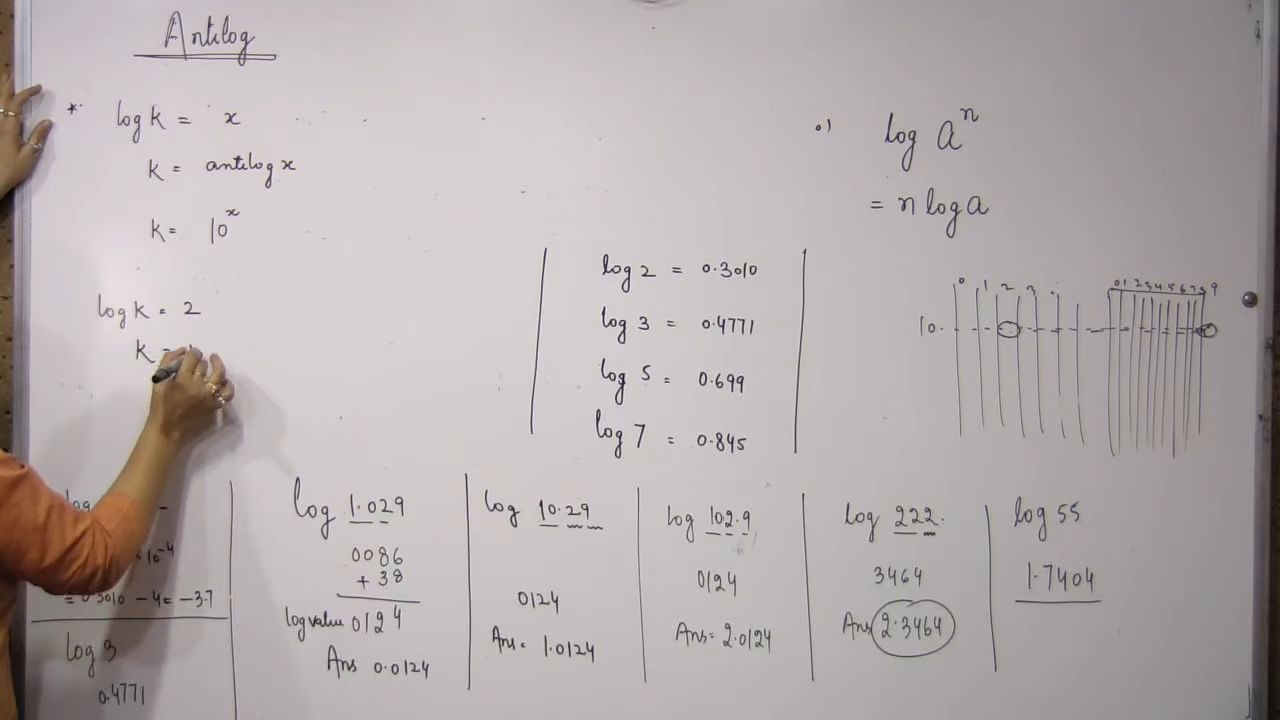 Antilog
* log k = x
k = antilog x
k = 10^x
log k = 2
k =
o) log a^n
= n log a
log 2 = 0.3010
log 3 = 0.4771
log 5 = 0.699
log 7 = 0.845
0 1 2 3 . 0 1 2 3 4 5 6 7 8 9
10.
log
10^-4
= 0.3010 - 4 = -3.7
log 3
0.4771
log 1.029
0086
+ 38
log value 0124
Ans 0.0124
log 10.29
0124
Ans = 1.0124
log 102.9
0124
Ans = 2.0124
log 222.
3464
Ans 2.3464
log 55
1.7404